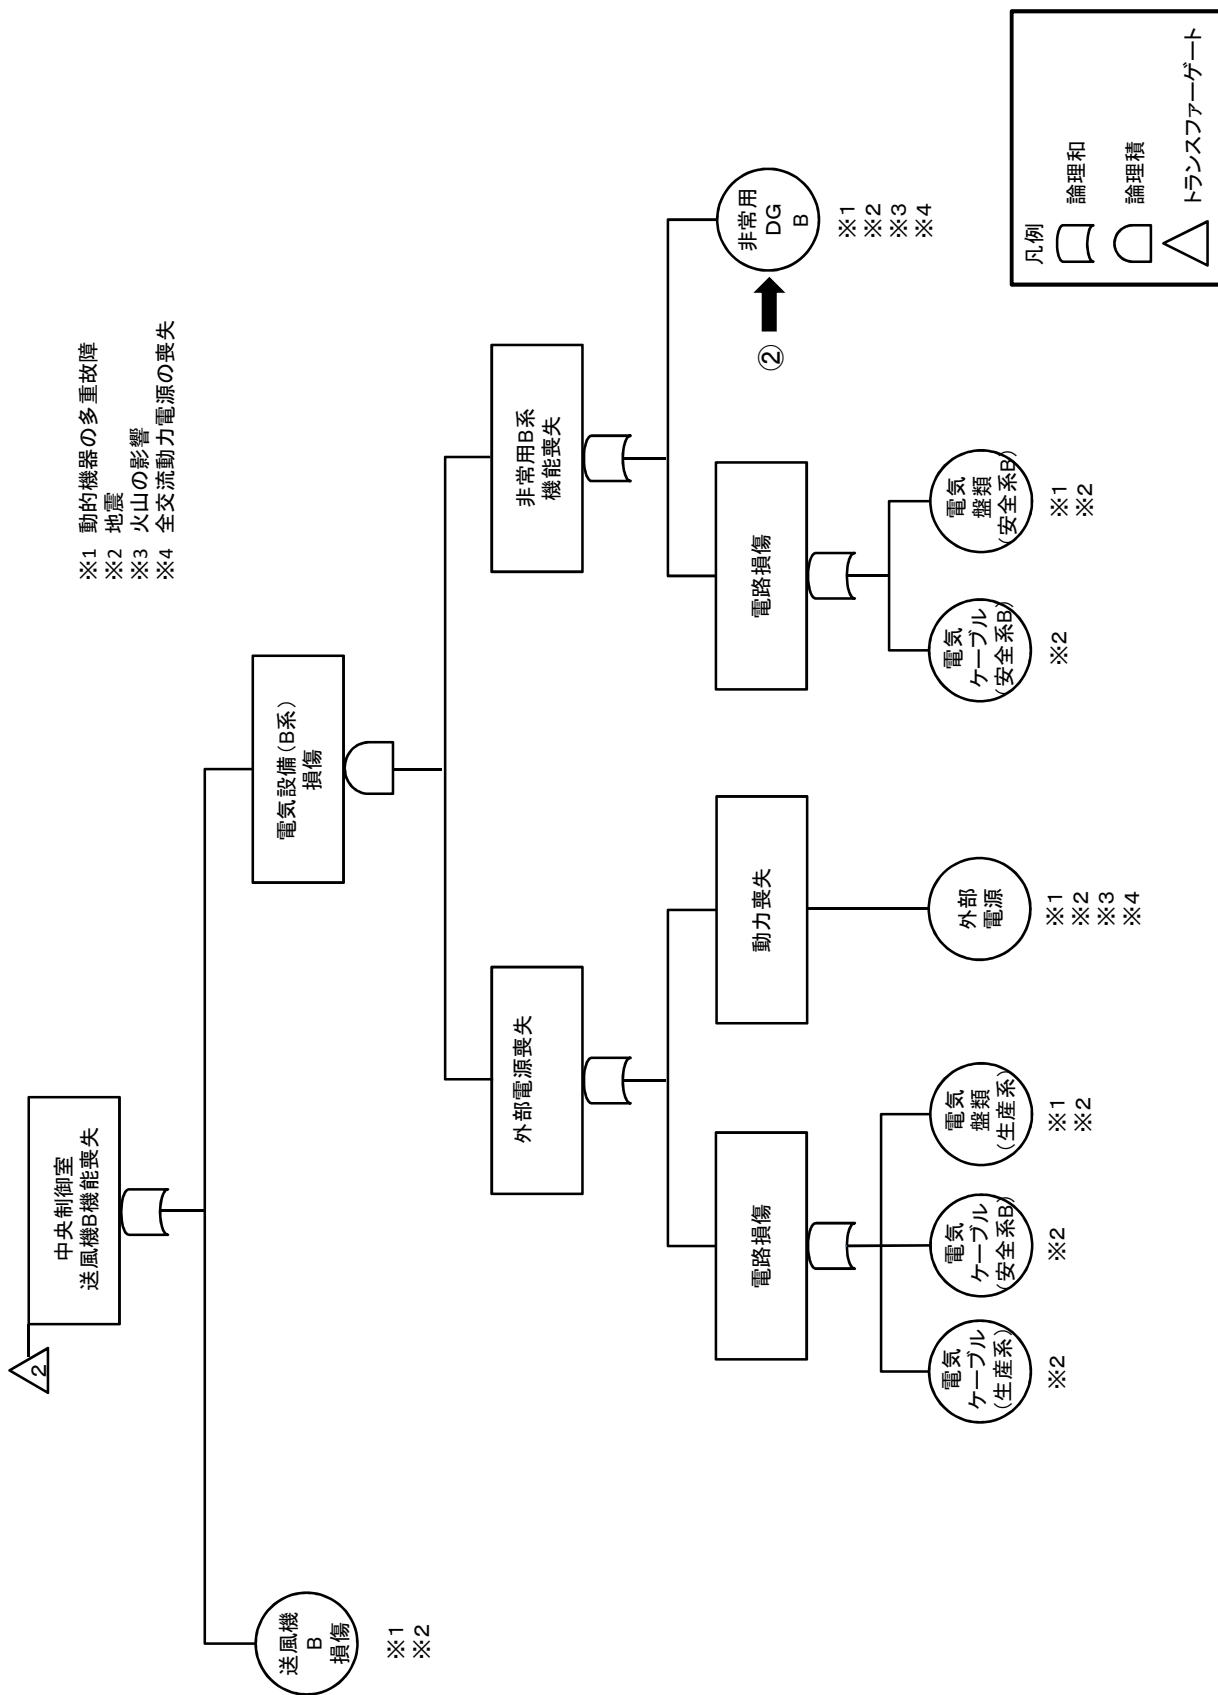 2
中央制御室
送風機B機能喪失
※1 動的機器の多重故障
※2 地震
※3 火山の影響
※4 全交流動力電源の喪失
送風機
B
損傷
※1
※2
電気設備(B系)
損傷
外部電源喪失
非常用B系
機能喪失
電路損傷
動力喪失
電路損傷
②
非常用
DG
B
※1
※2
※3
※4
電気
ケーブル
(生産系)
※2
電気
ケーブル
(安全系B)
※2
電気
盤類
(生産系)
※1
※2
外部
電源
※1
※2
※3
※4
電気
ケーブル
(安全系B)
※2
電気
盤類
(安全系B)
※1
※2
凡例
論理和
論理積
トランスファーゲート